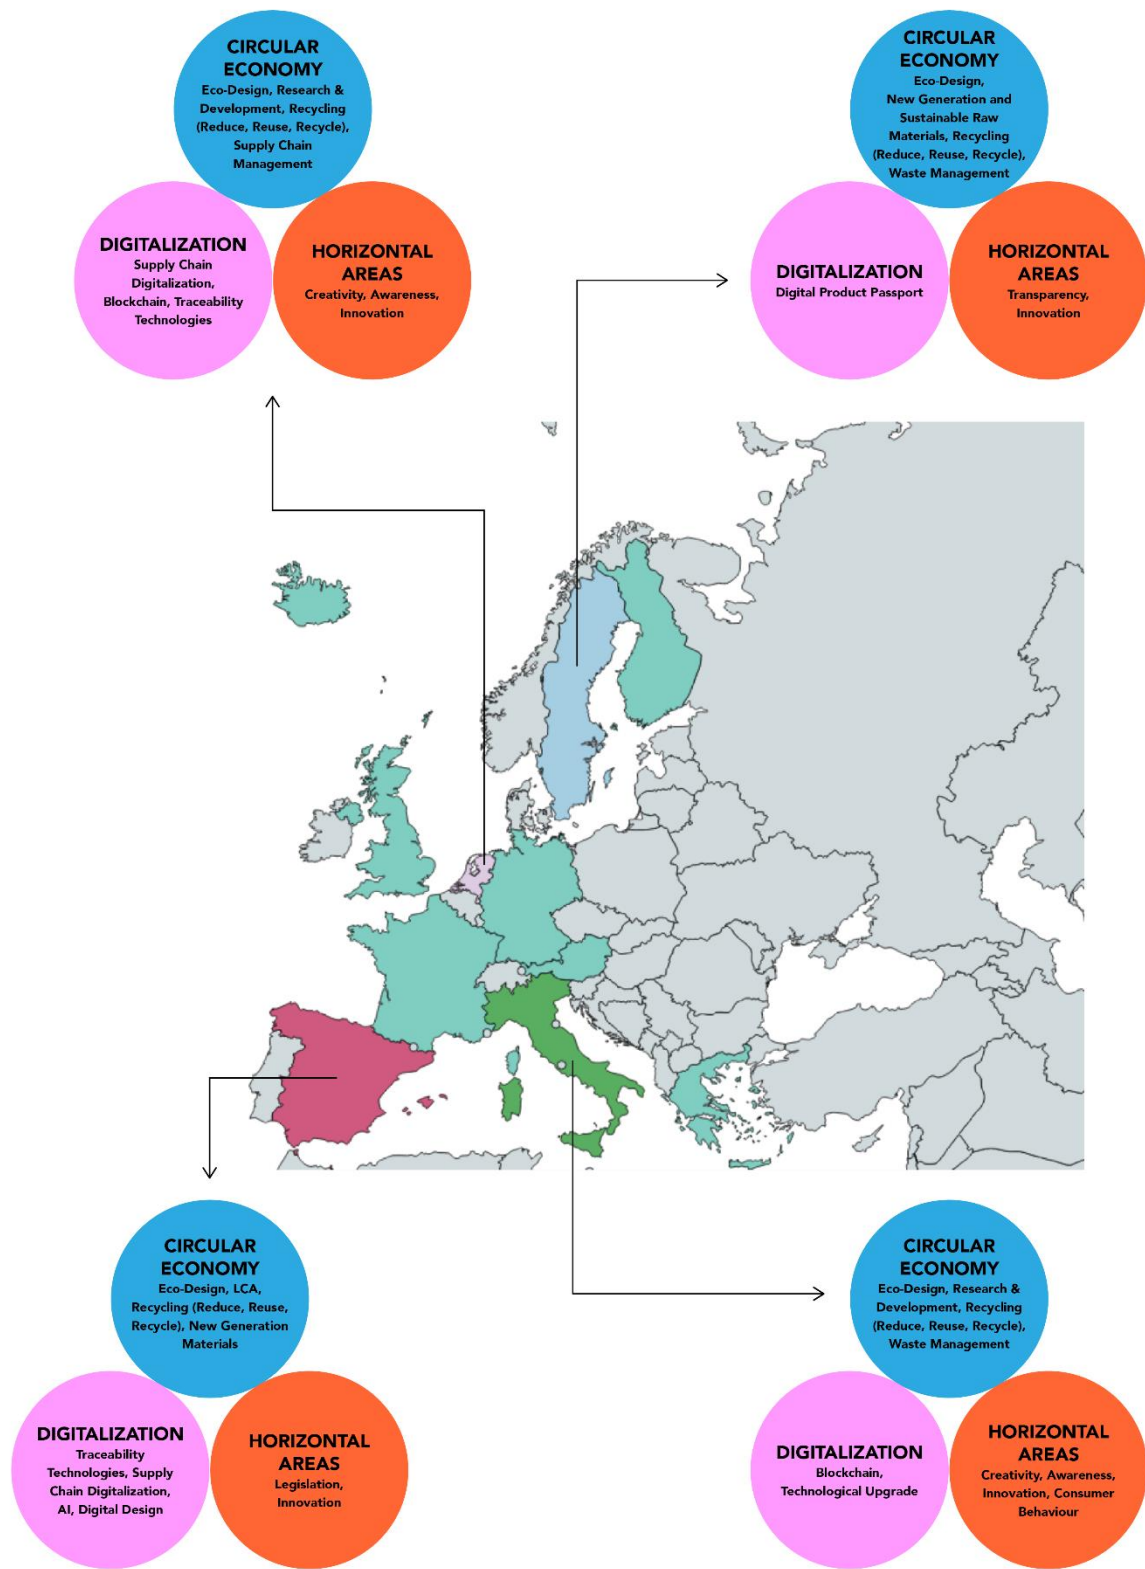 CIRCULAR
ECONOMY
Eco-Design, Research &
Development, Recycling
(Reduce, Reuse, Recycle),
Supply Chain
Management
DIGITALIZATION
Supply Chain
Digitalization,
Blockchain, Traceability
Technologies
HORIZONTAL
AREAS
Creativity, Awareness,
Innovation
CIRCULAR
ECONOMY
Eco-Design,
New Generation and
Sustainable Raw
Materials, Recycling
(Reduce, Reuse, Recycle),
Waste Management
DIGITALIZATION
Digital Product Passport
HORIZONTAL
AREAS
Transparency,
Innovation
CIRCULAR
ECONOMY
Eco-Design, LCA,
Recycling (Reduce, Reuse,
Recycle), New Generation
Materials
DIGITALIZATION
Traceability
Technologies, Supply
Chain Digitalization,
AI, Digital Design
HORIZONTAL
AREAS
Legislation,
Innovation
CIRCULAR
ECONOMY
Eco-Design, Research &
Development, Recycling
(Reduce, Reuse, Recycle),
Waste Management
DIGITALIZATION
Blockchain,
Technological Upgrade
HORIZONTAL
AREAS
Creativity, Awareness,
Innovation, Consumer
Behaviour